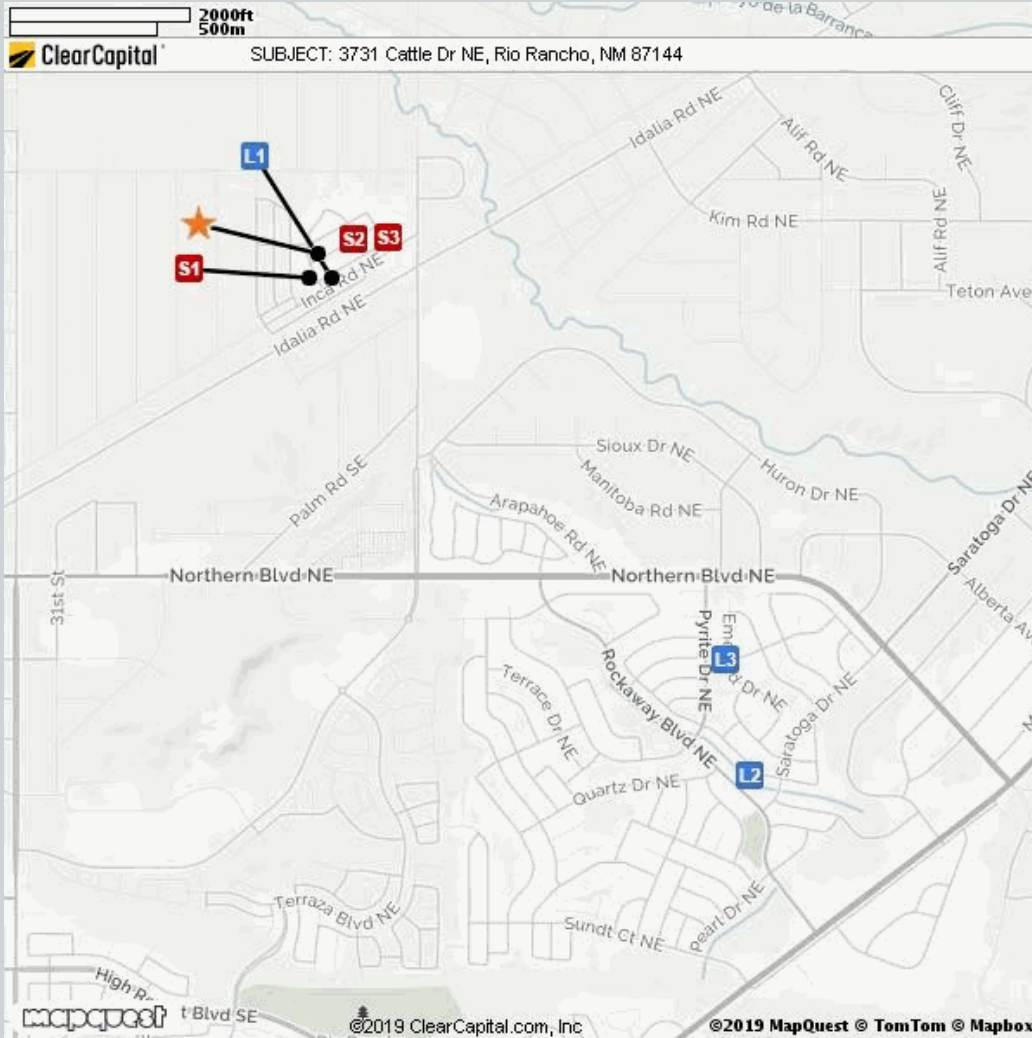 2000ft
500m
de la Barranca
ClearCapital
SUBJECT: 3731 Cattle Dr NE, Rio Rancho, NM 87144
Idalia Rd NE
Cliff Dr NE
Alif Rd NE
L1
Kim Rd NE
Alif Rd NE
S2 S3
S1
Inca Rd NE
Teton Ave
Idalia Rd NE
Sioux Dr NE
Palm Rd SE
Manitoba Rd NE
Huron Dr NE
Arapahoe Rd NE
Saratoga Dr NE
Northern Blvd NE
Northern Blvd NE
31st St
Alberta Av
Pyrite Dr NE
L3
Rockaway Blvd NE
Terrace Dr NE
Saratoga Dr NE
L2
Quartz Dr NE
Terraza Blvd NE
Pearl Dr NE
Sundt Ct NE
High
t Blvd SE
mapquest
©2019 ClearCapital.com, Inc
©2019 MapQuest © TomTom © Mapbox